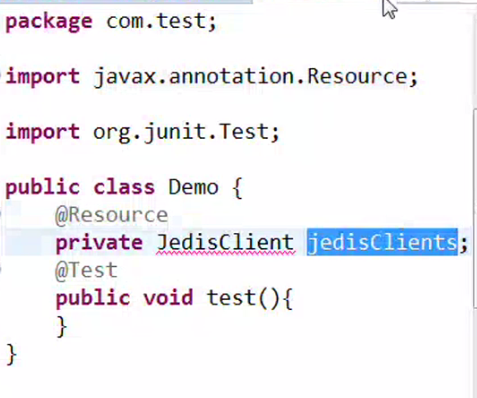 package com.test;
import javax.annotation.Resource;
import org.junit.Test;
public class Demo {
@Resource
private JedisClient jedisClients;
@Test
public void test(){
}
}